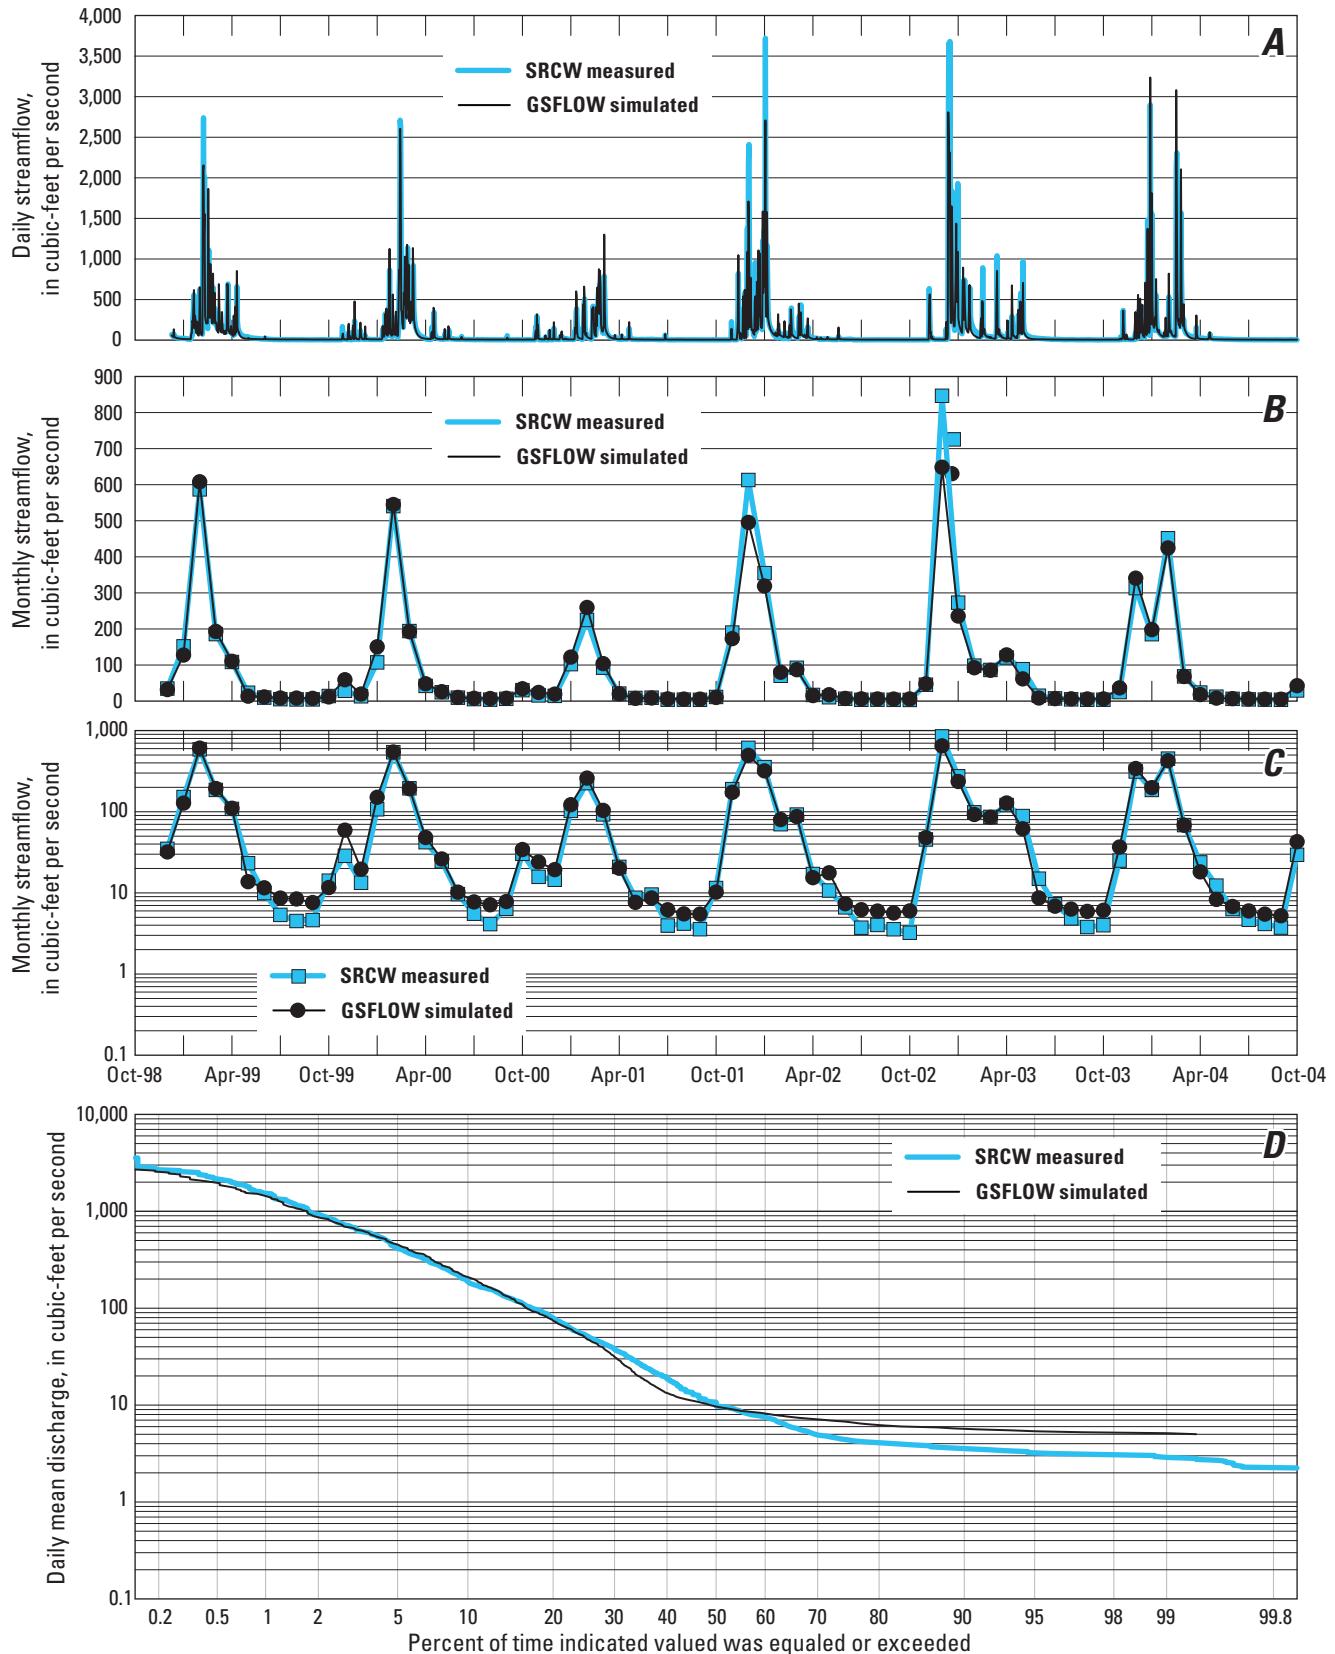 A
Daily streamflow,
in cubic-feet per second
4,000
3,500
3,000
2,500
2,000
1,500
1,000
500
0
SRCW measured
GSFLOW simulated
B
Monthly streamflow,
in cubic-feet per second
900
800
700
600
500
400
300
200
100
0
SRCW measured
GSFLOW simulated
C
Monthly streamflow,
in cubic-feet per second
1,000
100
10
1
0.1
SRCW measured
GSFLOW simulated
Oct-98 Apr-99 Oct-99 Apr-00 Oct-00 Apr-01 Oct-01 Apr-02 Oct-02 Apr-03 Oct-03 Apr-04 Oct-04
D
Daily mean discharge, in cubic-feet per second
10,000
1,000
100
10
1
0.1
SRCW measured
GSFLOW simulated
0.2 0.5 1 2 5 10 20 30 40 50 60 70 80 90 95 98 99 99.8
Percent of time indicated valued was equaled or exceeded